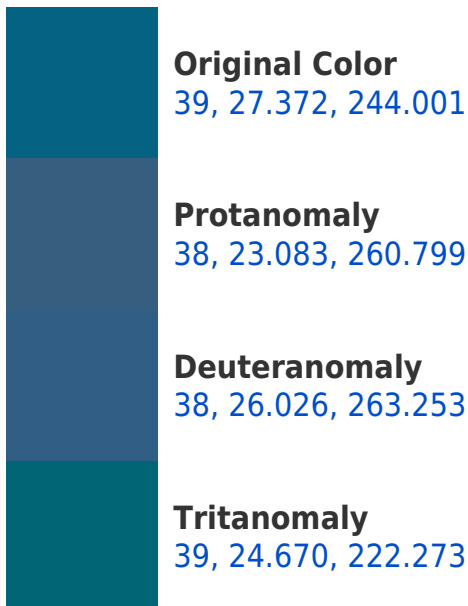 Original Color
39, 27.372, 244.001
Protanomaly
38, 23.083, 260.799
Deuteranomaly
38, 26.026, 263.253
Tritanomaly
39, 24.670, 222.273